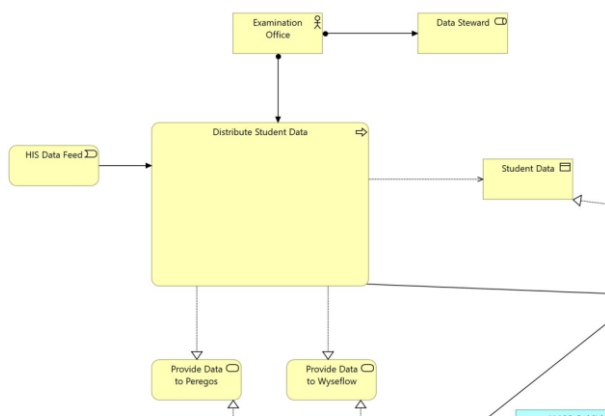 Examination
Office
Data Steward
Distribute Student Data
HIS Data Feed
Student Data
Provide Data
to Peregos
Provide Data
to Wyseflow